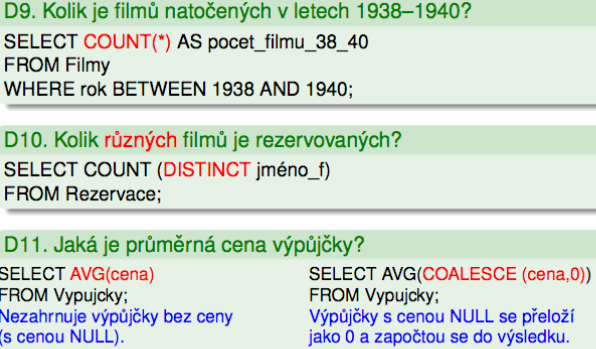 D9. Kolik je filmů natočených v letech 1938–1940?
SELECT COUNT(*) AS pocet_filmu_38_40
FROM Filmy
WHERE rok BETWEEN 1938 AND 1940;
D10. Kolik různých filmů je rezervovaných?
SELECT COUNT (DISTINCT jméno_f)
FROM Rezervace;
D11. Jaká je průměrná cena výpůjčky?
SELECT AVG(cena)
FROM Vypujcky;
Nezahrnuje výpůjčky bez ceny
(s cenou NULL).
SELECT AVG(COALESCE (cena,0))
FROM Vypujcky;
Výpůjčky s cenou NULL se přeloží
jako 0 a započtou se do výsledku.